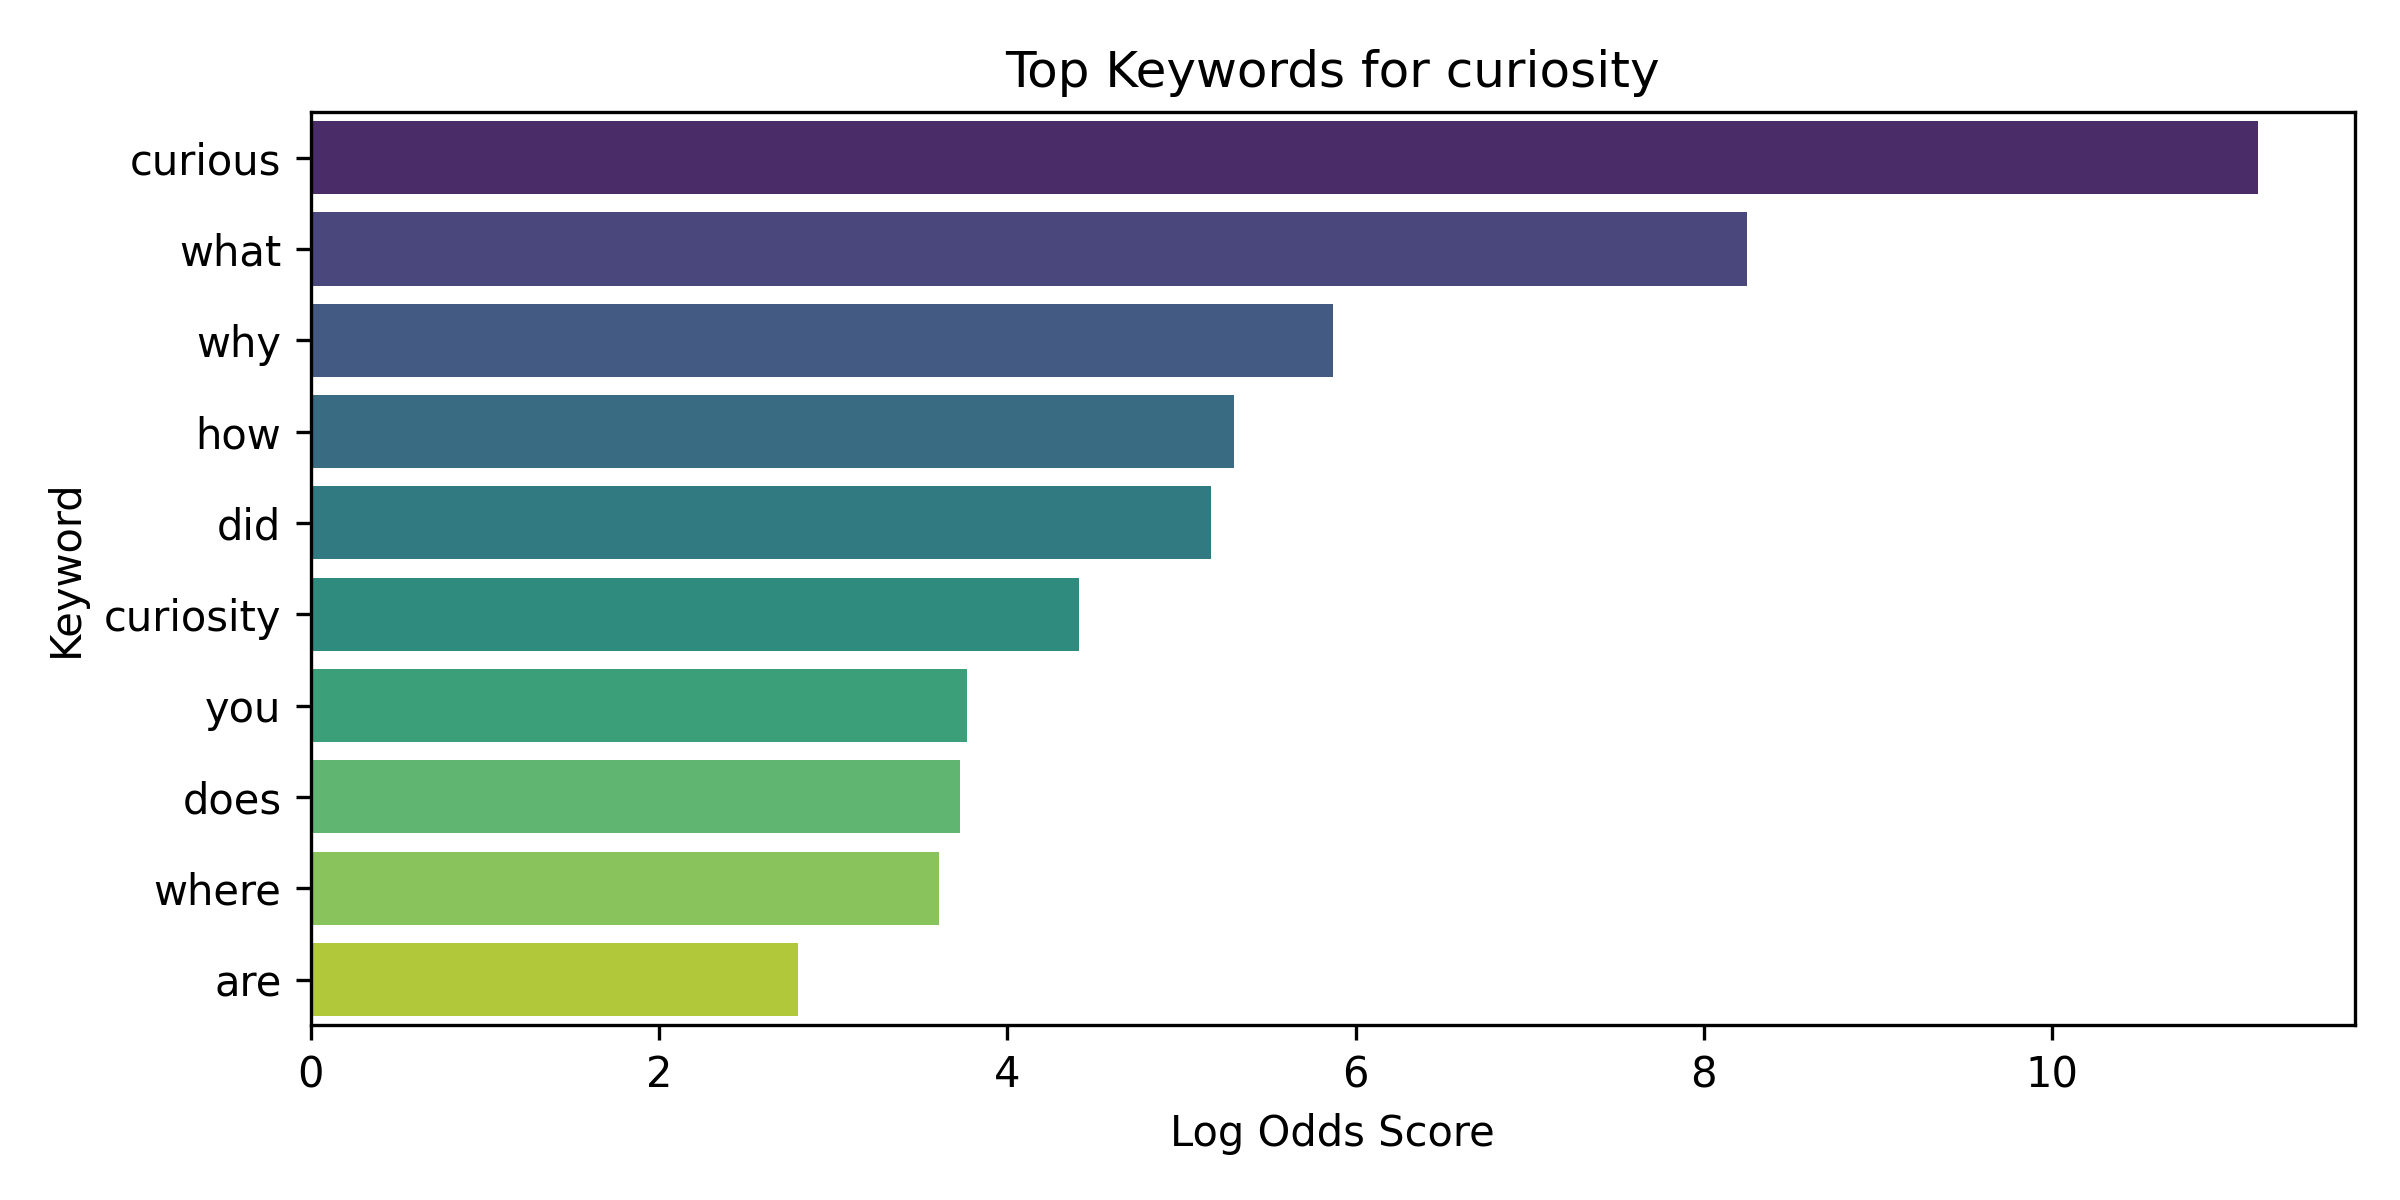 Top Keywords for curiosity
Keyword
curious
what
why
how
did
curiosity
you
does
where
are
0 2 4 6 8 10
Log Odds Score